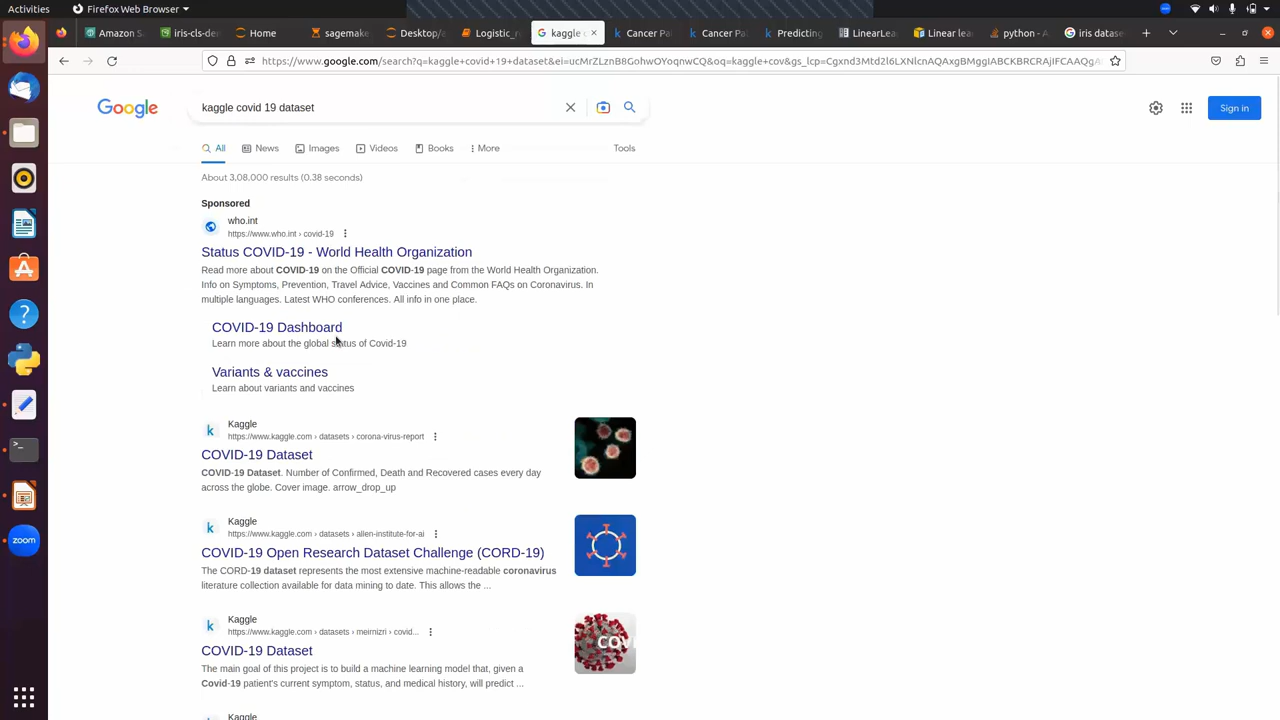 Activities
Firefox Web Browser
Amazon S
iris-cls-de
Home
sagemake
Desktop/
Logistic_r
kaggle c
Cancer Pa
Cancer Pa
Predicting
LinearLea
Linear lea
python - A
iris datase
https://www.google.com/search?q=kaggle+covid+19+dataset&ei=ucMrZLznB8GohwOYoqnwCQ&oq=kaggle+cov&gs_lcp=Cgxnd3Mtd2l6LXNlcnAQAxgBMggIABCKBRCRAjIFCAAQgA
Google
kaggle covid 19 dataset
Sign in
All
News
Images
Videos
Books
More
Tools
About 3,08,000 results (0.38 seconds)
Sponsored
who.int
https://www.who.int › covid-19
Status COVID-19 - World Health Organization
Read more about COVID-19 on the Official COVID-19 page from the World Health Organization.
Info on Symptoms, Prevention, Travel Advice, Vaccines and Common FAQs on Coronavirus. In
multiple languages. Latest WHO conferences. All info in one place.
COVID-19 Dashboard
Learn more about the global status of Covid-19
Variants & vaccines
Learn about variants and vaccines
Kaggle
https://www.kaggle.com › datasets › corona-virus-report
COVID-19 Dataset
COVID-19 Dataset. Number of Confirmed, Death and Recovered cases every day
across the globe. Cover image. arrow_drop_up
Kaggle
https://www.kaggle.com › datasets › allen-institute-for-ai
COVID-19 Open Research Dataset Challenge (CORD-19)
The CORD-19 dataset represents the most extensive machine-readable coronavirus
literature collection available for data mining to date. This allows the ...
Kaggle
https://www.kaggle.com › datasets › meirnizri › covid...
COVID-19 Dataset
The main goal of this project is to build a machine learning model that, given a
Covid-19 patient's current symptom, status, and medical history, will predict ...
COVI
Kaggle
zoom